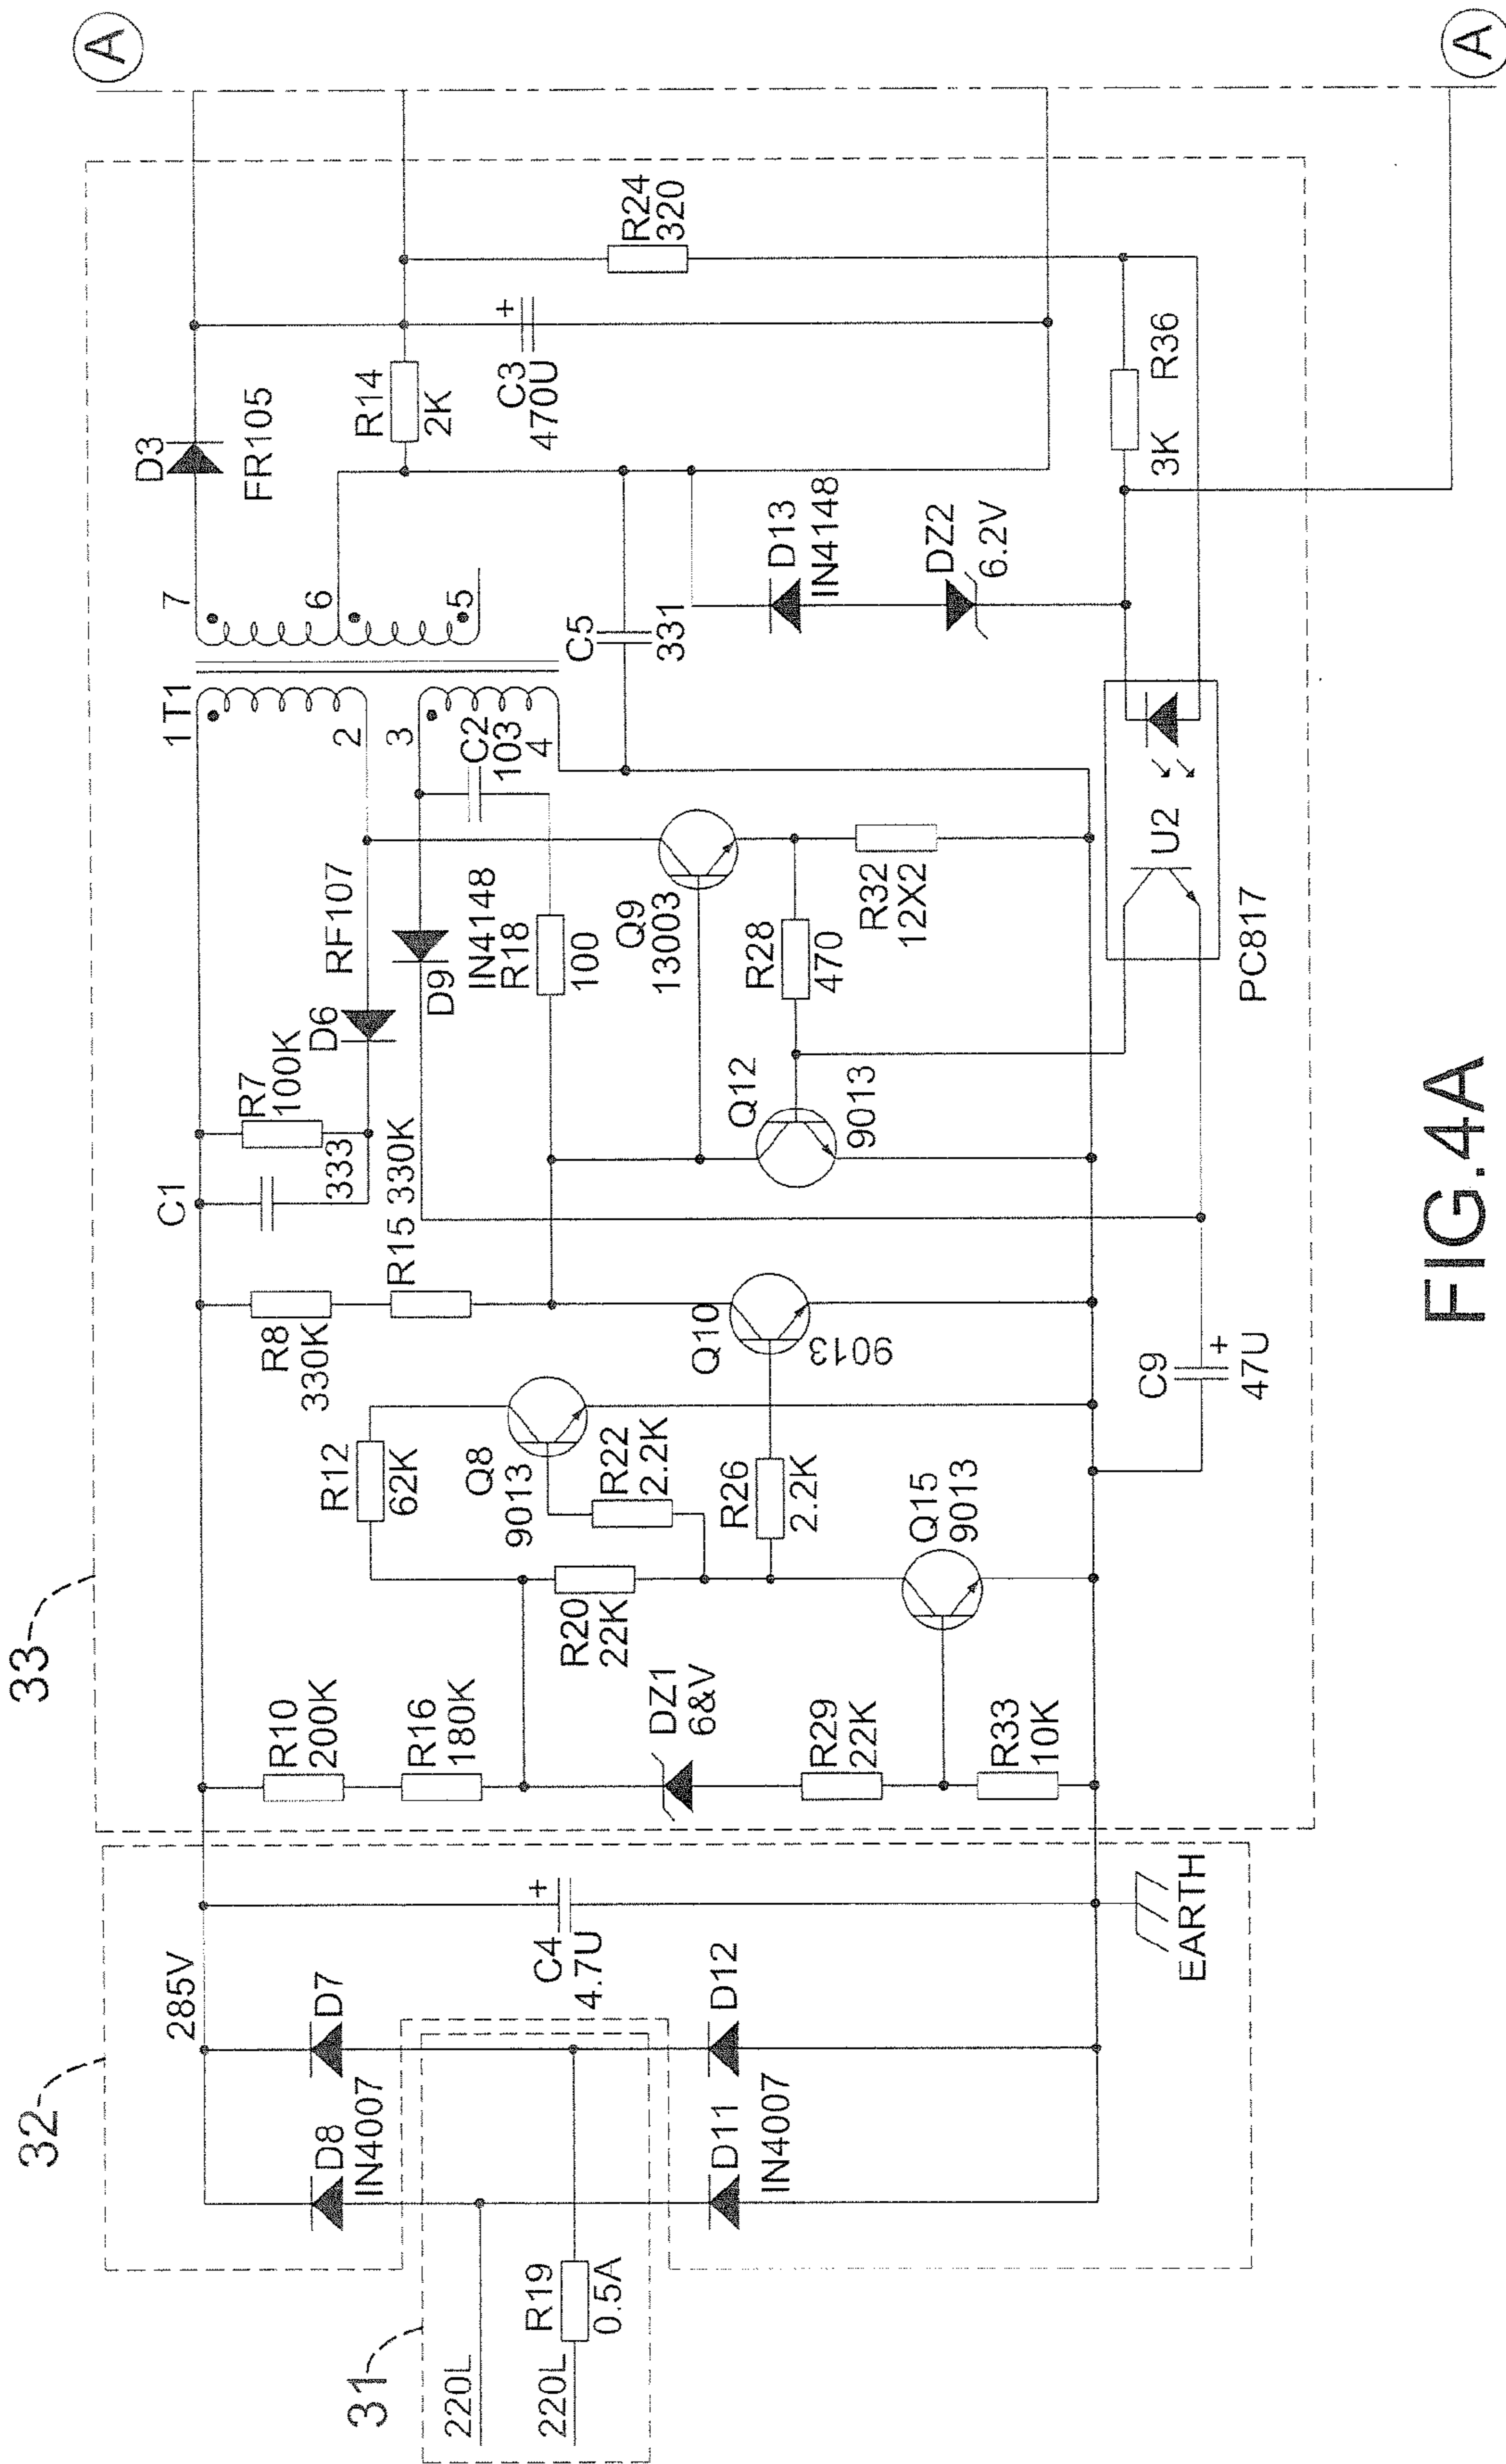 33
32
31
A
A
220L
220L
R19
0.5A
D8
IN4007
D7
285V
D11
IN4007
D12
C4
+
4.7U
EARTH
R10
200K
R16
180K
DZ1
6&V
R29
22K
R33
10K
R20
22K
R12
62K
Q8
9013
R22
2.2K
R26
2.2K
Q15
9013
R8
330K
R15 330K
Q10
9013
C9
+
47U
C1
333
R7
100K
D6
RF107
D9
IN4148
R18
100
Q12
9013
Q9
13003
R28
470
R32
12X2
1T1
2
3
4
C2
103
7
6
5
C5
331
D3
FR105
R14
2K
C3
470U
+
R24
320
D13
IN4148
DZ2
6.2V
3K
R36
U2
PC817
FIG.4A